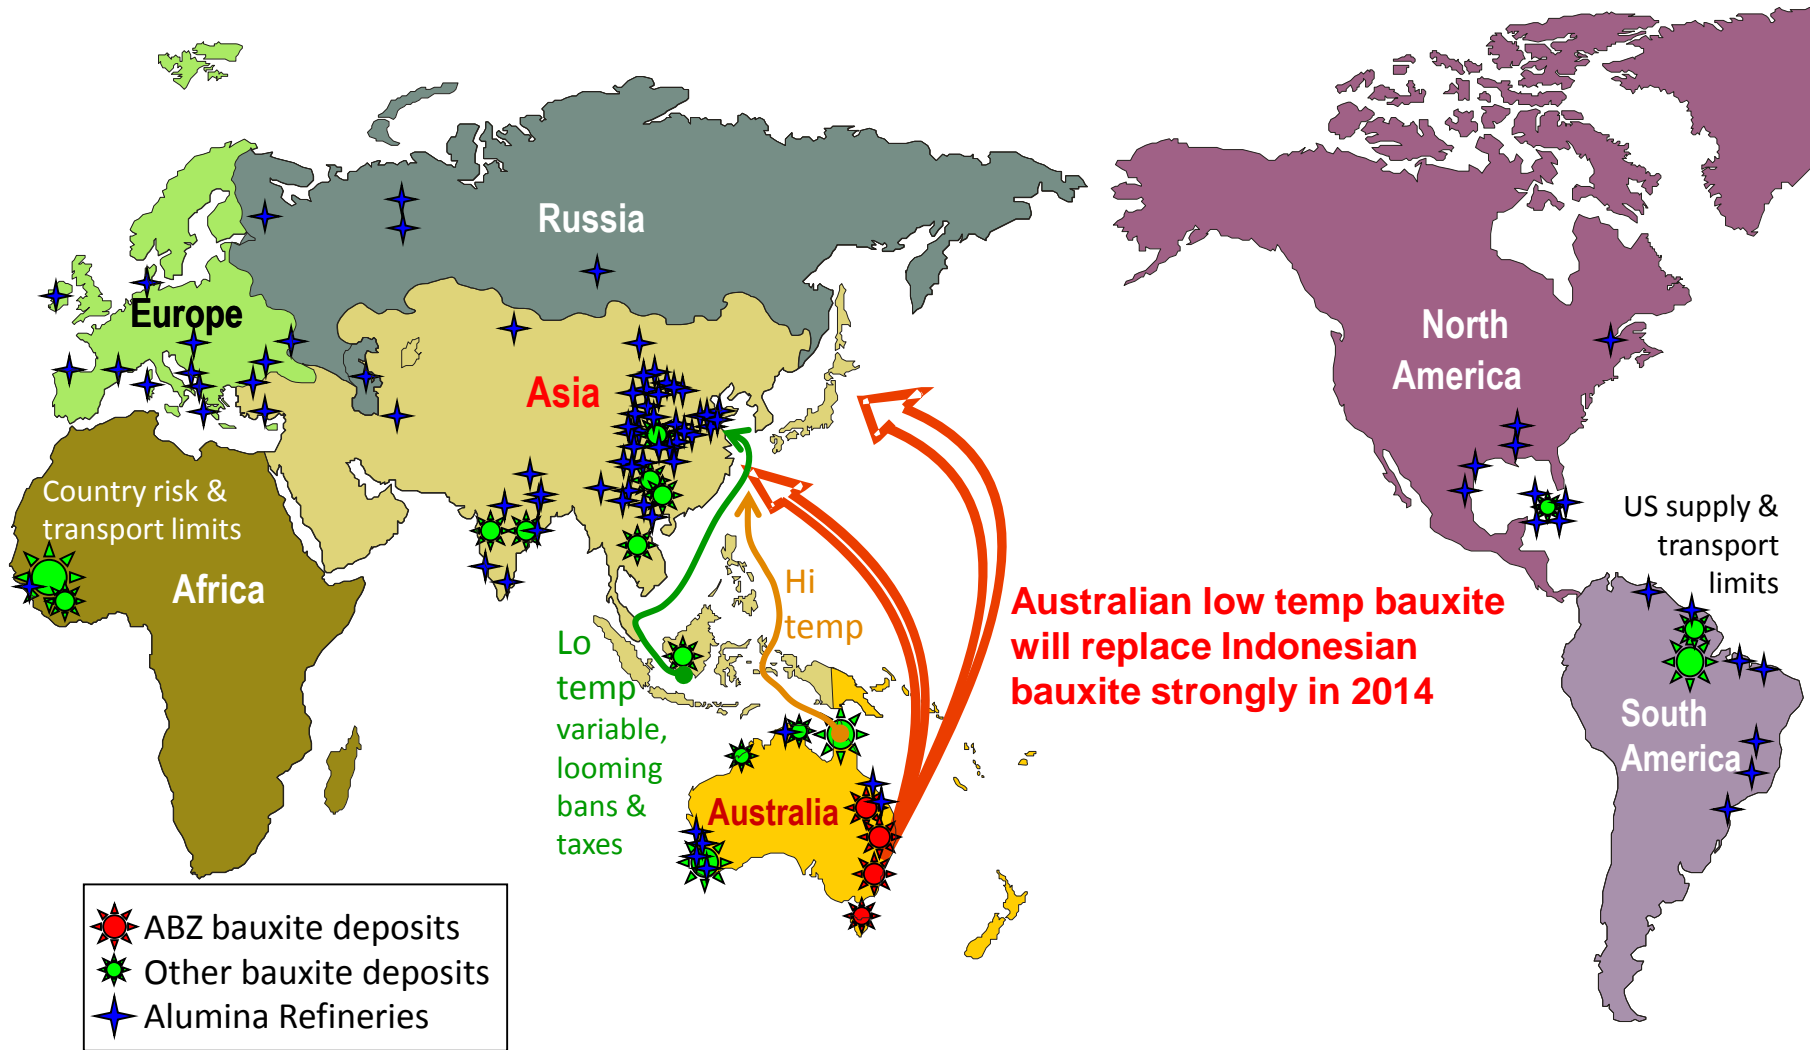 Russia
Europe
Asia
North
America
Country risk &
transport limits
Africa
US supply &
transport
limits
Hi
temp
Lo
temp
variable,
looming
bans &
taxes
Australian low temp bauxite
will replace Indonesian
bauxite strongly in 2014
South
America
Australia
ABZ bauxite deposits
Other bauxite deposits
Alumina Refineries